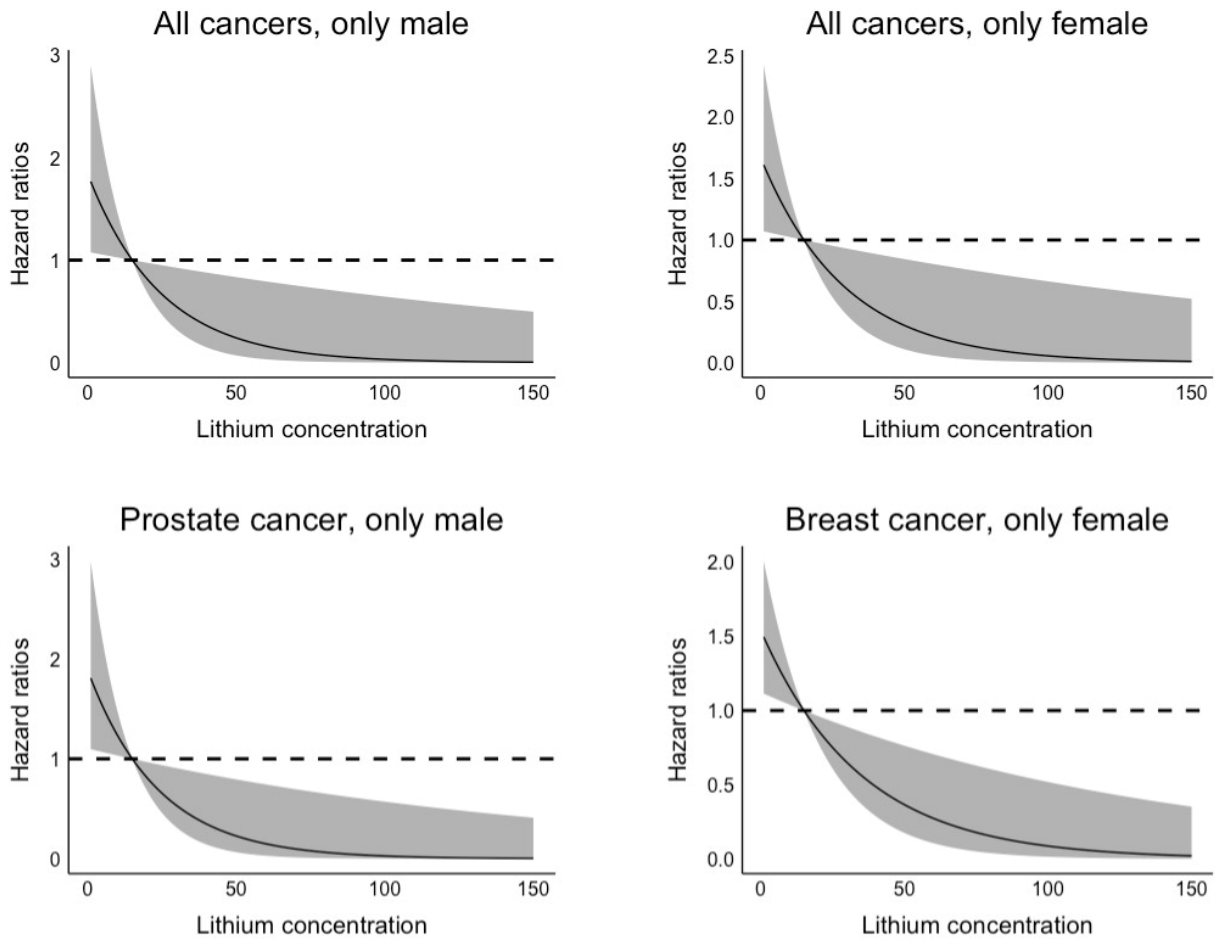 All cancers, only male
3
2
1
0
Hazard ratios
0 50 100 150
Lithium concentration
All cancers, only female
2.5
2.0
1.5
1.0
0.5
0.0
Hazard ratios
0 50 100 150
Lithium concentration
Prostate cancer, only male
3
2
1
0
Hazard ratios
0 50 100 150
Lithium concentration
Breast cancer, only female
2.0
1.5
1.0
0.5
0.0
Hazard ratios
0 50 100 150
Lithium concentration